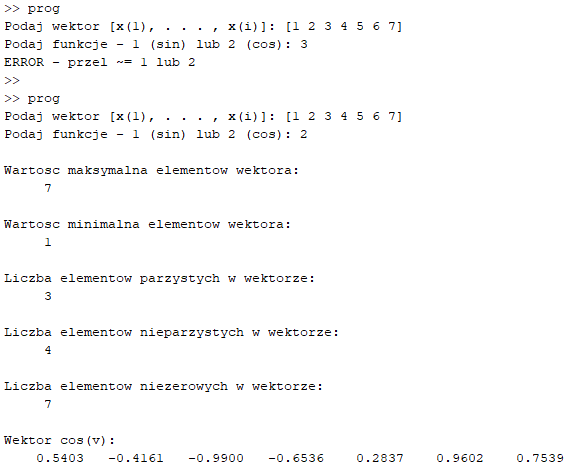 >> prog
Podaj wektor [x(1), . . . , x(i)]: [1 2 3 4 5 6 7]
Podaj funkcje - 1 (sin) lub 2 (cos): 3
ERROR - przel ~= 1 lub 2
>>
>> prog
Podaj wektor [x(1), . . . , x(i)]: [1 2 3 4 5 6 7]
Podaj funkcje - 1 (sin) lub 2 (cos): 2
Wartosc maksymalna elementow wektora:
7
Wartosc minimalna elementow wektora:
1
Liczba elementow parzystych w wektorze:
3
Liczba elementow nieparzystych w wektorze:
4
Liczba elementow niezerowych w wektorze:
7
Wektor cos(v):
0.5403 -0.4161 -0.9900 -0.6536 0.2837 0.9602 0.7539